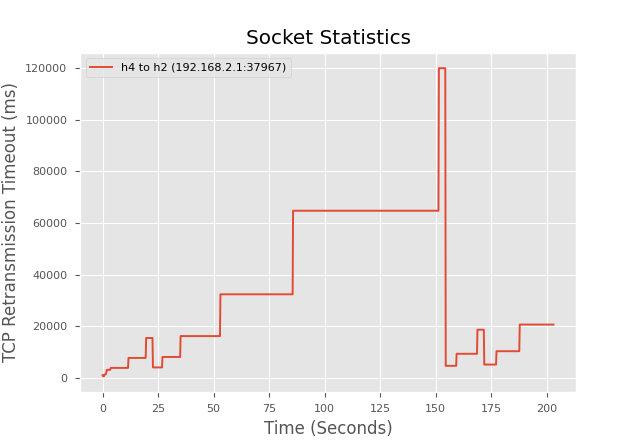 Socket Statistics
h4 to h2 (192.168.2.1:37967)
TCP Retransmission Timeout (ms)
120000
100000
80000
60000
40000
20000
0
0 25 50 75 100 125 150 175 200
Time (Seconds)